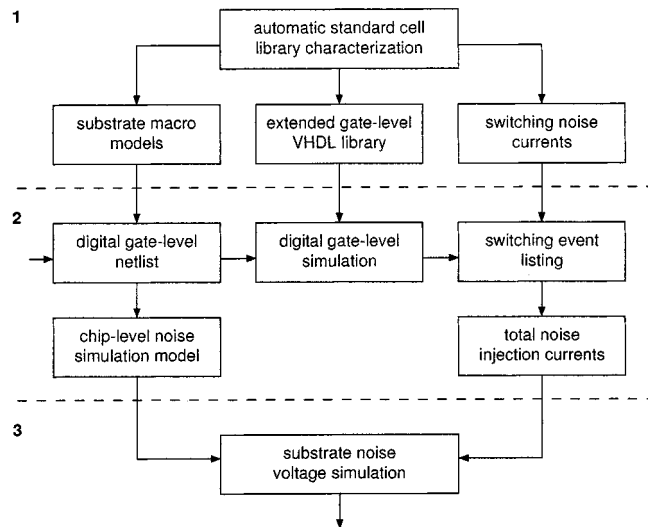 1
automatic standard cell
library characterization
substrate macro
models
extended gate-level
VHDL library
switching noise
currents
2
digital gate-level
netlist
digital gate-level
simulation
switching event
listing
chip-level noise
simulation model
total noise
injection currents
3
substrate noise
voltage simulation